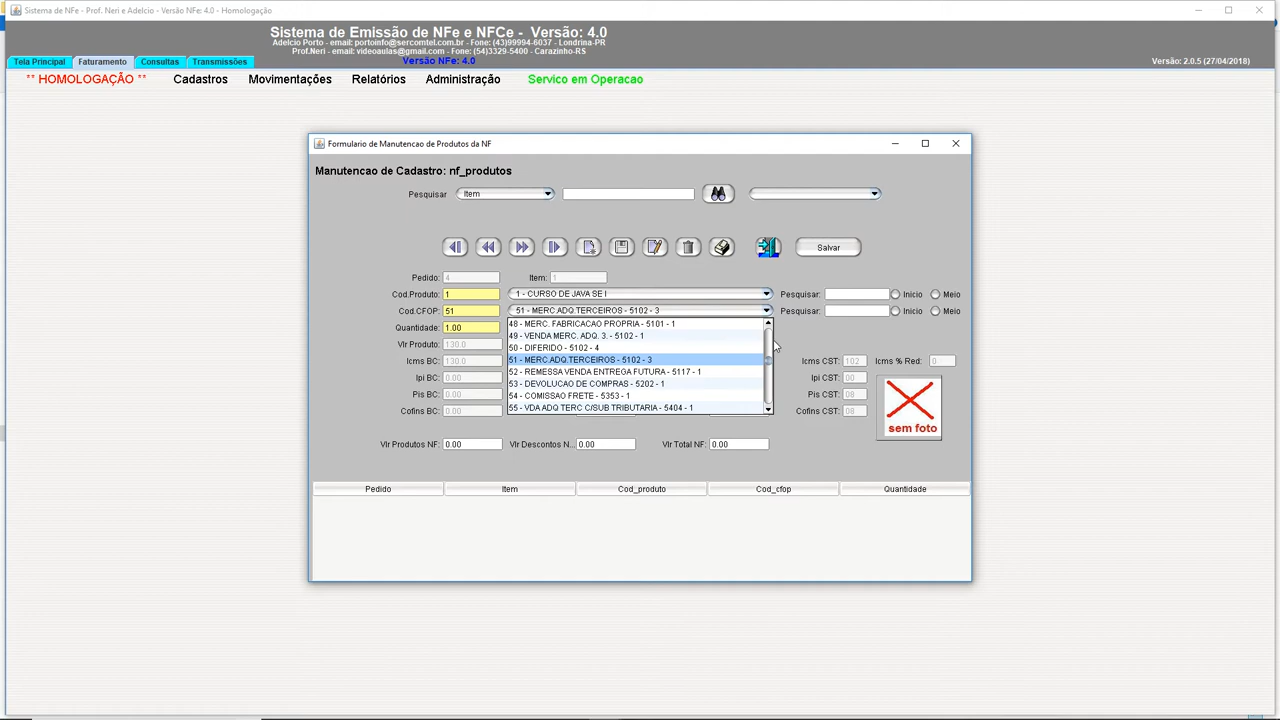 Sistema de NFe - Prof. Neri e Adelcio - Versão NFe: 4.0 - Homologação
Sistema de Emissão de NFe e NFCe - Versão: 4.0
Adelcio Porto - email: portoinfo@sercomtel.com.br - Fone: (43)99994-6037 - Londrina-PR
Prof.Neri - email: videoaulas@gmail.com - Fone: (54)3329-5400 - Carazinho-RS
Versão NFe: 4.0
Versão: 2.0.5 (27/04/2018)
Tela Principal Faturamento Consultas Transmissões
** HOMOLOGAÇÃO ** Cadastros Movimentações Relatórios Administração Servico em Operacao
Formulario de Manutencao de Produtos da NF
Manutencao de Cadastro: nf_produtos
Pesquisar Item
Salvar
Pedido: 4 Item: 1
Cod.Produto: 1 1 - CURSO DE JAVA SE I Pesquisar: Inicio Meio
Cod.CFOP: 51 51 - MERC.ADQ.TERCEIROS - 5102 - 3 Pesquisar: Inicio Meio
48 - MERC. FABRICACAO PROPRIA - 5101 - 1
Quantidade: 1.00
49 - VENDA MERC. ADQ. 3. - 5102 - 1
Vlr Produto: 130.0
50 - DIFERIDO - 5102 - 4
51 - MERC.ADQ.TERCEIROS - 5102 - 3
Icms BC: 130.0 Icms CST: 102 Icms % Red: 0
52 - REMESSA VENDA ENTREGA FUTURA - 5117 - 1
Ipi BC: 0.00 Ipi CST: 00
53 - DEVOLUCAO DE COMPRAS - 5202 - 1
Pis BC: 0.00 Pis CST: 08
54 - COMISSAO FRETE - 5353 - 1
55 - VDA ADQ TERC C/SUB TRIBUTARIA - 5404 - 1
Cofins BC: 0.00 Cofins CST: 08
sem foto
Vlr Produtos NF: 0.00 Vlr Descontos N... 0.00 Vlr Total NF: 0.00
Pedido Item Cod_produto Cod_cfop Quantidade